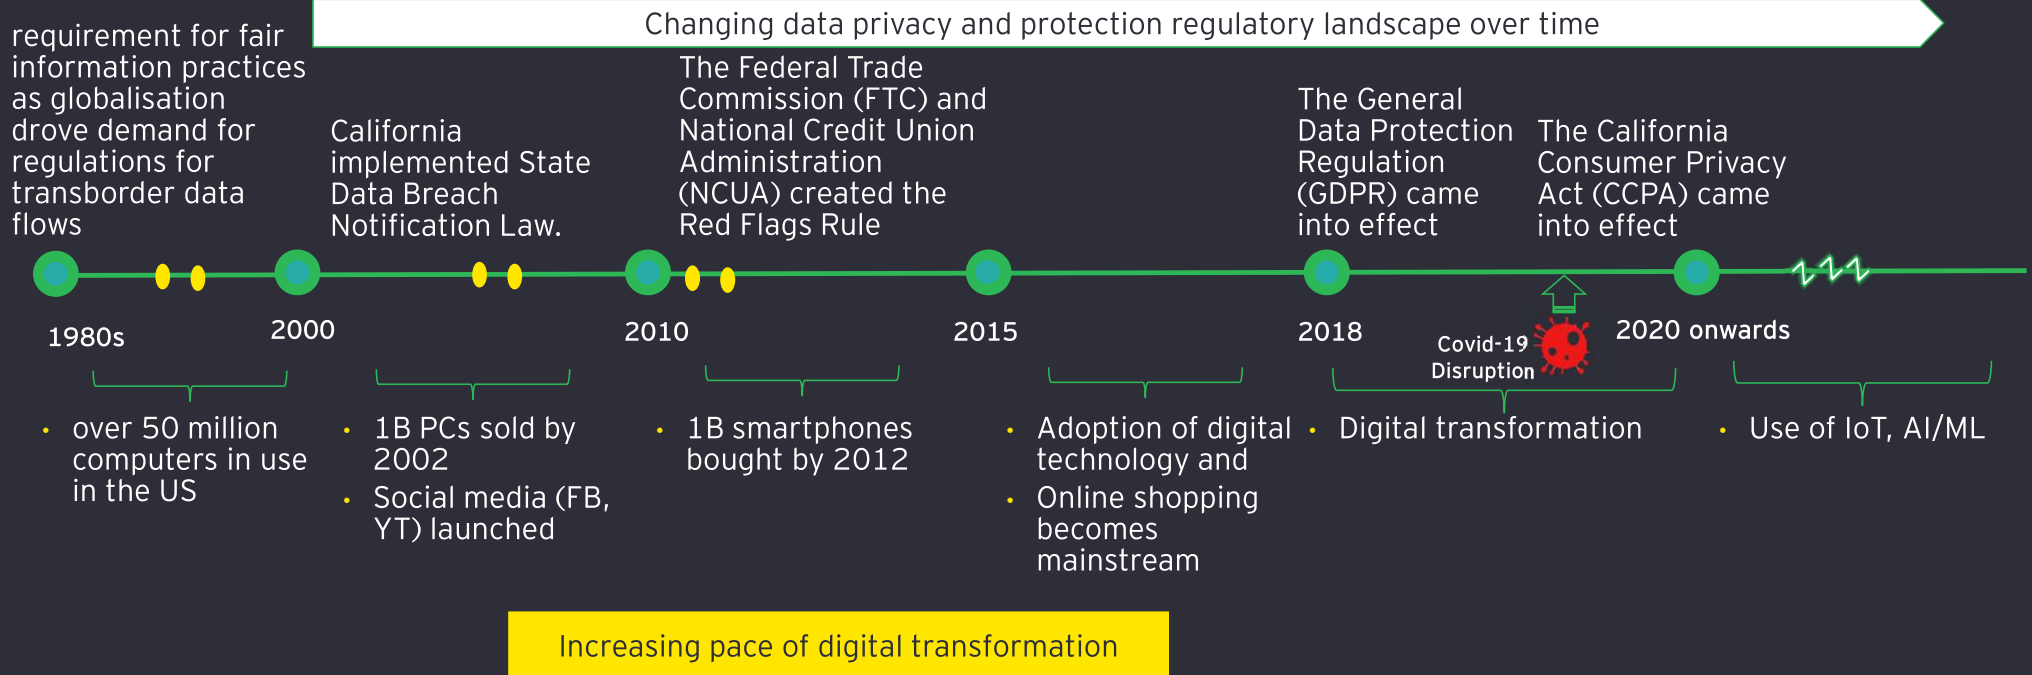 Changing data privacy and protection regulatory landscape over time
requirement for fair
information practices
as globalisation
drove demand for
regulations for
transborder data
flows
California
implemented State
Data Breach
Notification Law.
The Federal Trade
Commission (FTC) and
National Credit Union
Administration
(NCUA) created the
Red Flags Rule
The General
Data Protection
Regulation
(GDPR) came
into effect
The California
Consumer Privacy
Act (CCPA) came
into effect
1980s
2000
2010
2015
2018
Covid-19
Disruption
2020 onwards
• over 50 million
computers in use
in the US
• 1B PCs sold by
2002
• Social media (FB,
YT) launched
• 1B smartphones
bought by 2012
• Adoption of digital
technology and
• Online shopping
becomes
mainstream
• Digital transformation
• Use of IoT, AI/ML
Increasing pace of digital transformation